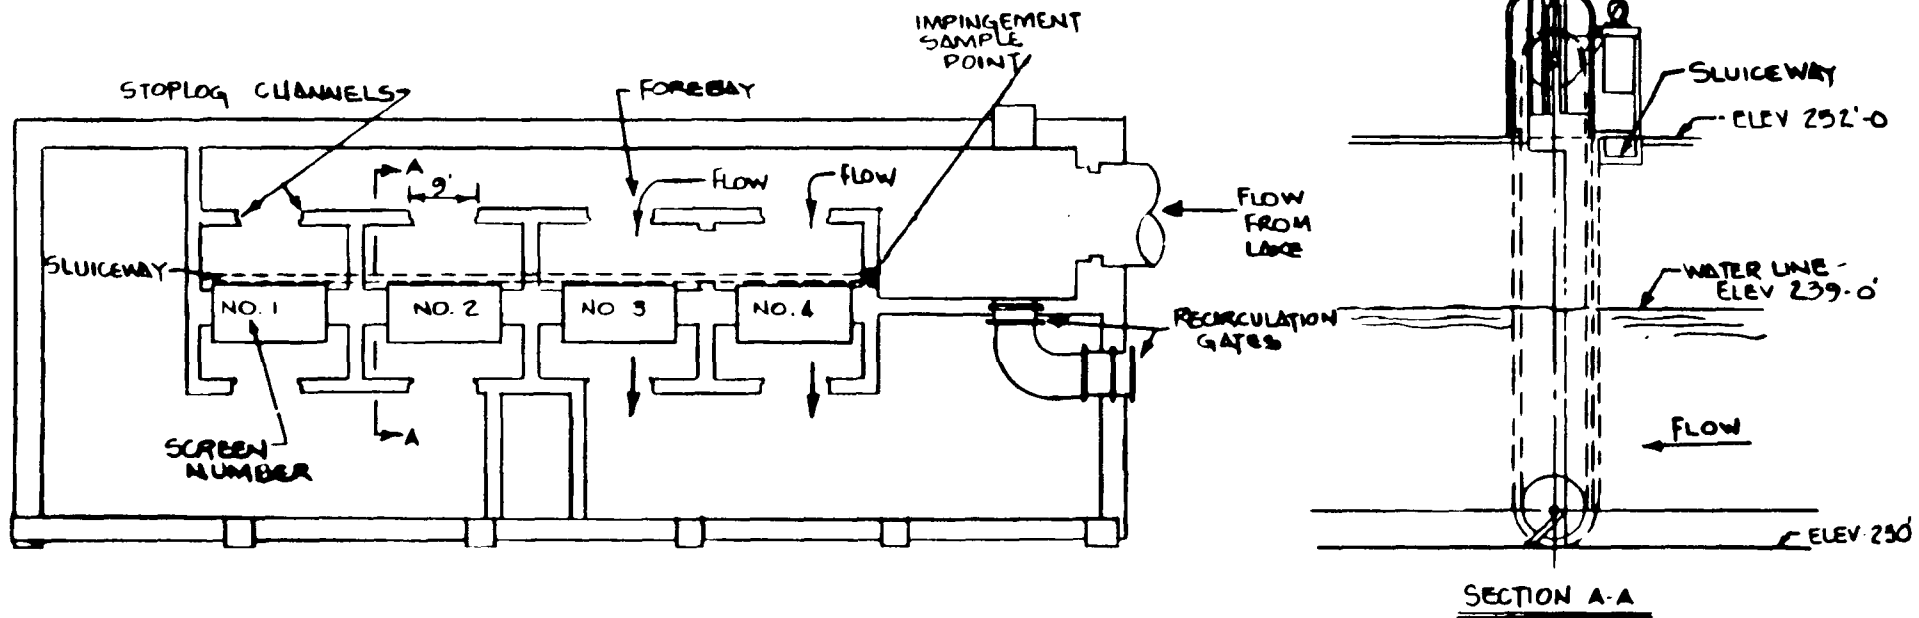 IMPINGEMENT
SAMPLE
POINT
STOPLOG CHANNELS
FOREBAY
A
9'
FLOW
FLOW
FLOW
FROM
LAKE
SLUICEWAY
NO. 1
NO. 2
NO 3
NO. 4
RECIRCULATION
GATES
SCREEN
NUMBER
A
SLUICEWAY
ELEV 252'-0
WATER LINE -
ELEV 239-0'
FLOW
ELEV 230'
SECTION A-A